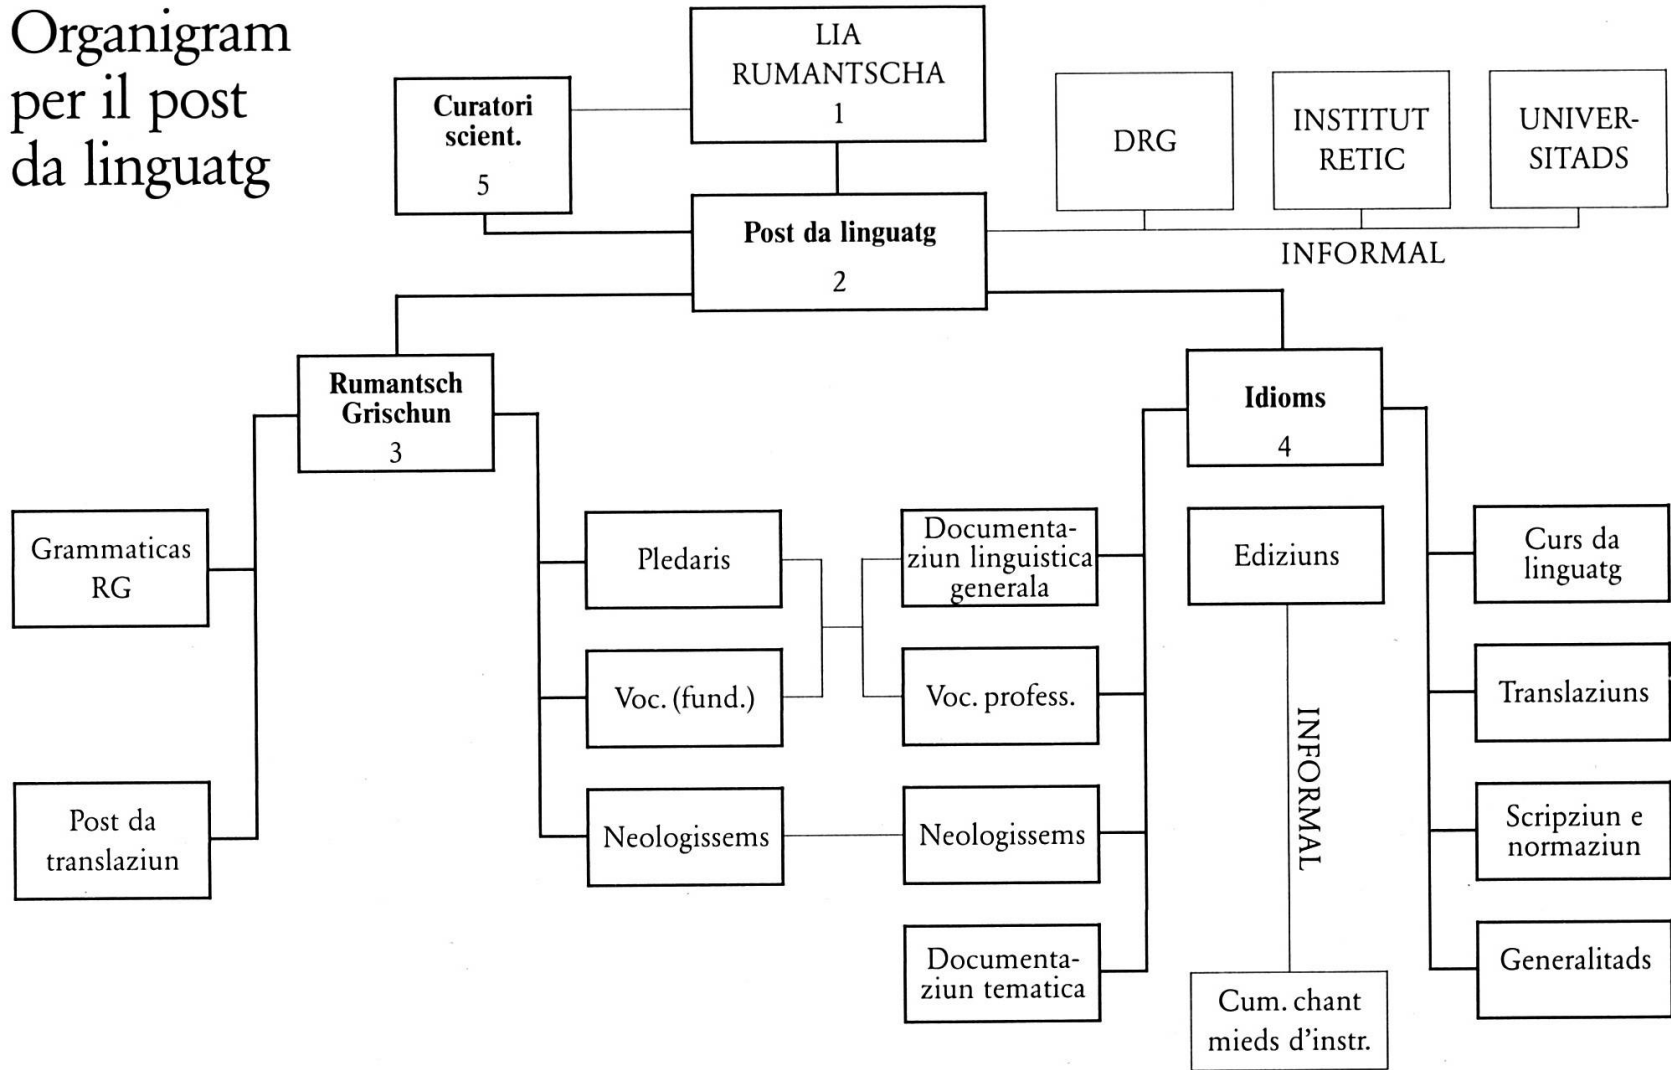 Organigram
per il post
da linguatg
LIA
RUMANTSCHA
1
Curatori
scient.
5
DRG
INSTITUT
RETIC
UNIVER-
SITADS
Post da linguatg
2
INFORMAL
Rumantsch
Grischun
3
Idioms
4
Grammaticas
RG
Post da
translaziun
Pledaris
Voc. (fund.)
Neologissems
Documenta-
ziun linguistica
generala
Voc. profess.
Neologissems
Documenta-
ziun tematica
Ediziuns
INFORMAL
Cum. chant
mieds d'instr.
Curs da
linguatg
Translaziuns
Scripziun e
normaziun
Generalitads